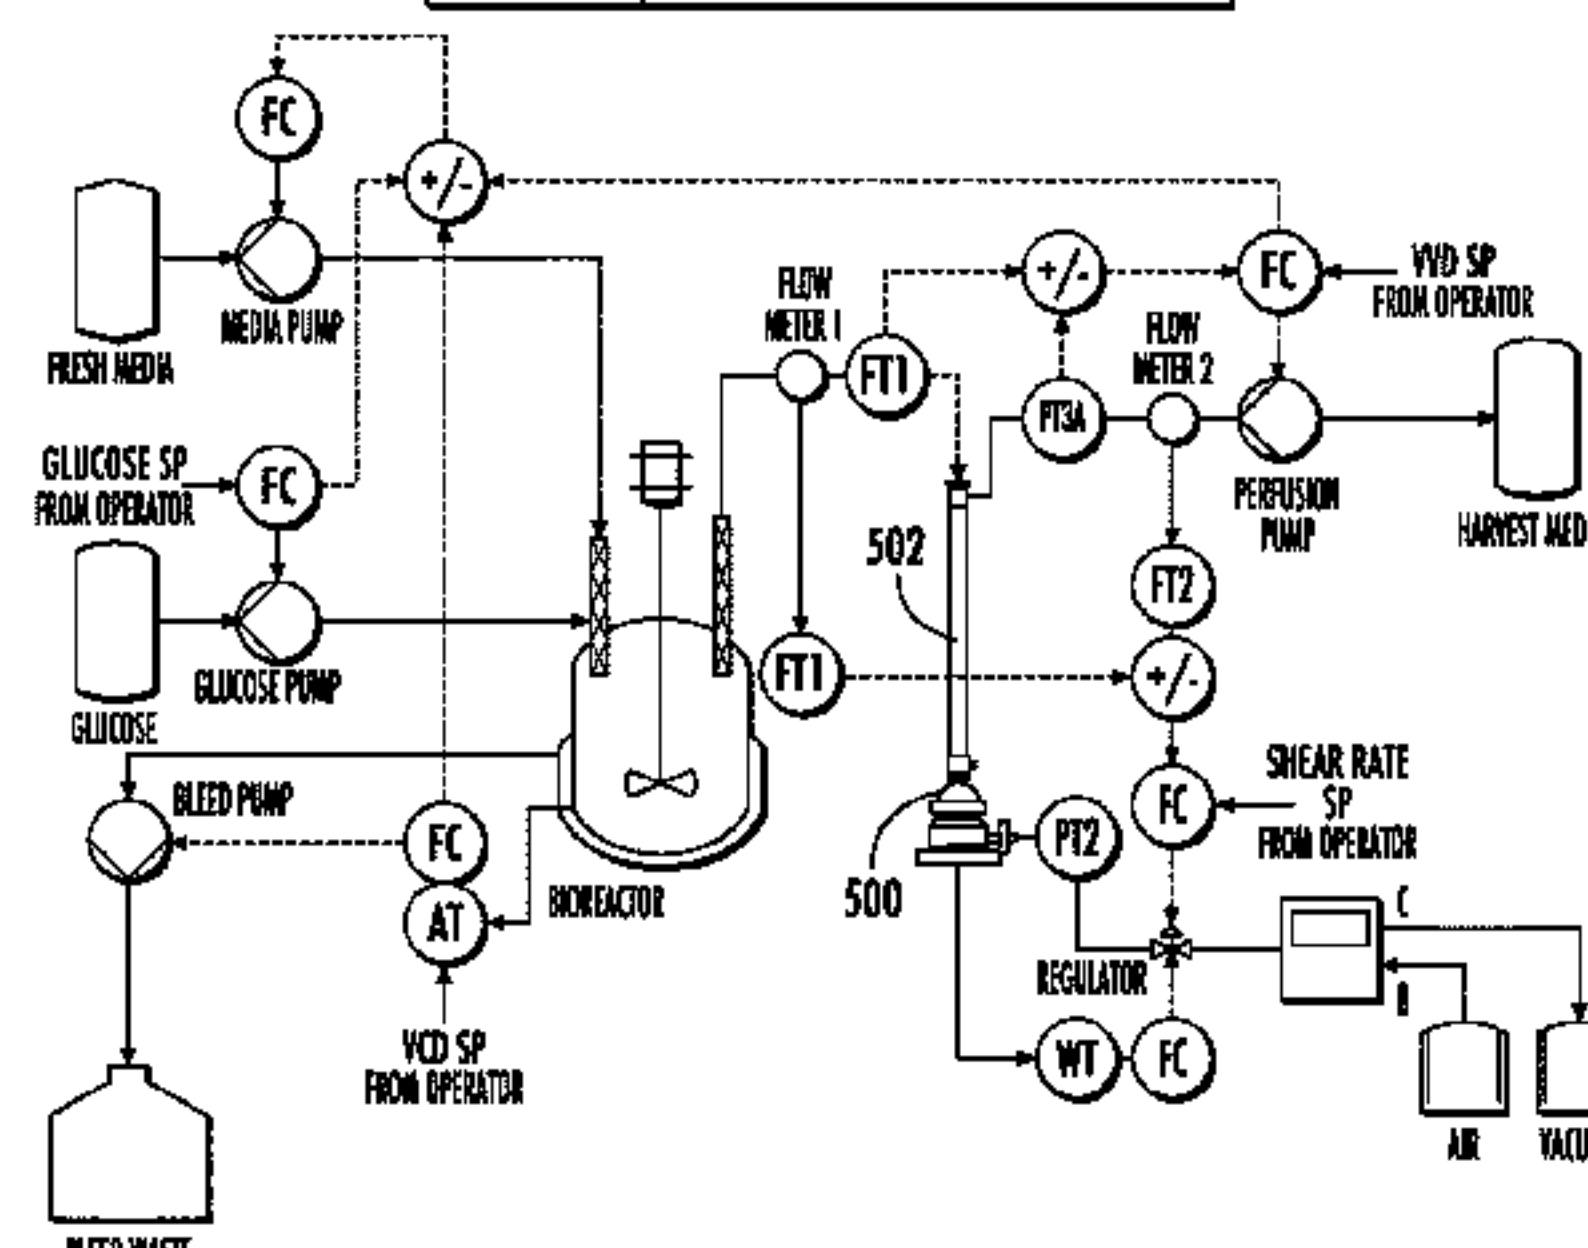 FC
+/-
FLOW
METER 1
+/-
FC
VVD SP
FROM OPERATOR
MEDIA PUMP
FRESH MEDIA
FT1
FLOW
METER 2
PT3A
GLUCOSE SP
FROM OPERATOR
FC
PERFUSION
PUMP
HARVEST MED
502
FT2
FT1
+/-
GLUCOSE PUMP
GLUCOSE
BLEED PUMP
SHEAR RATE
SP
FROM OPERATOR
FC
FC
PT2
AT
BIOREACTOR
500
C
REGULATOR
VCD SP
FROM OPERATOR
WT
FC
AIR
VACU